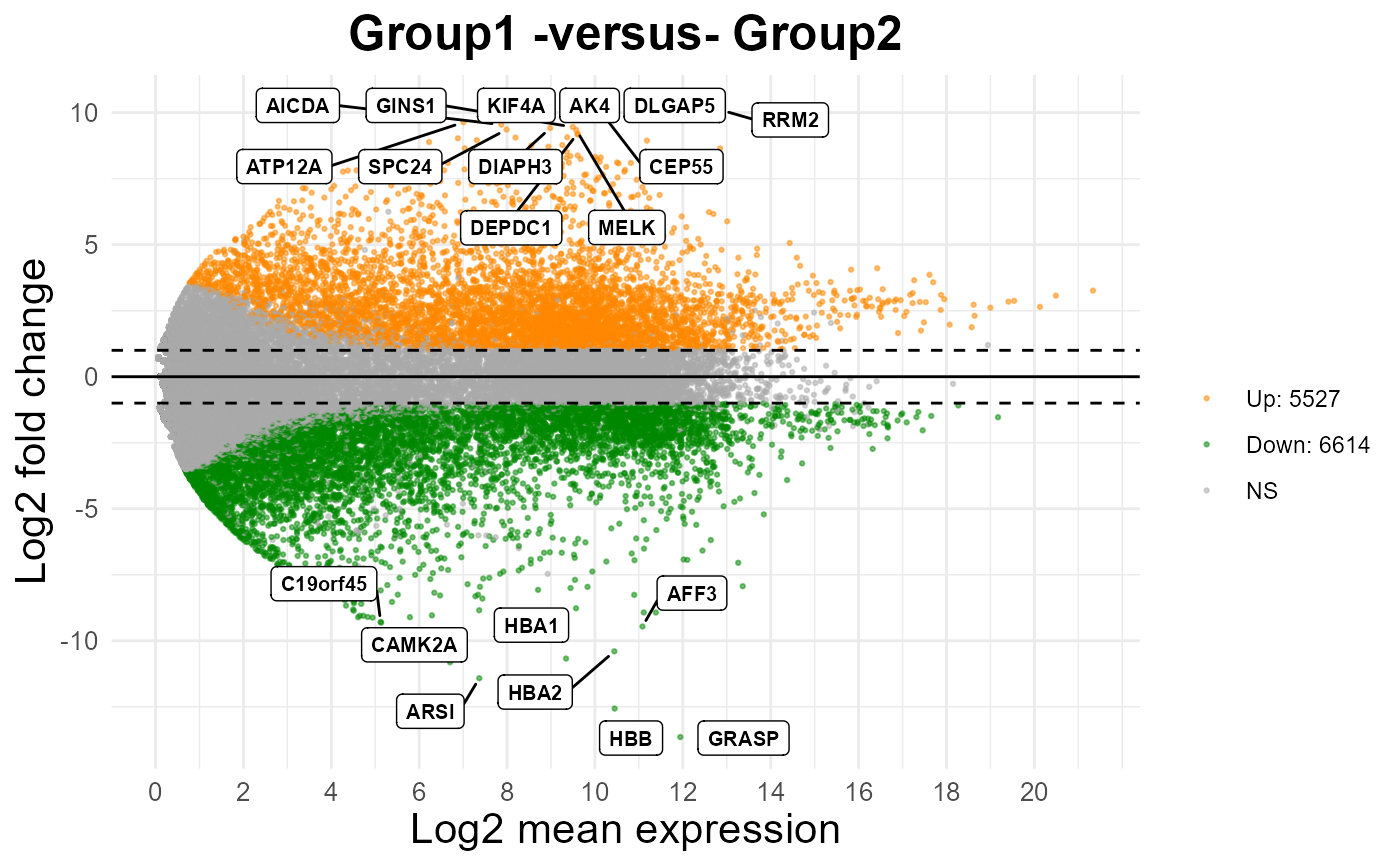 Group1 -versus- Group2
AICDA
GINS1
KIF4A
AK4
DLGAP5
RRM2
ATP12A
SPC24
DIAPH3
CEP55
DEPDC1
MELK
10
5
0
-5
-10
Log2 fold change
Up: 5527
Down: 6614
NS
C19orf45
AFF3
HBA1
CAMK2A
HBA2
ARSI
HBB
GRASP
0 2 4 6 8 10 12 14 16 18 20
Log2 mean expression